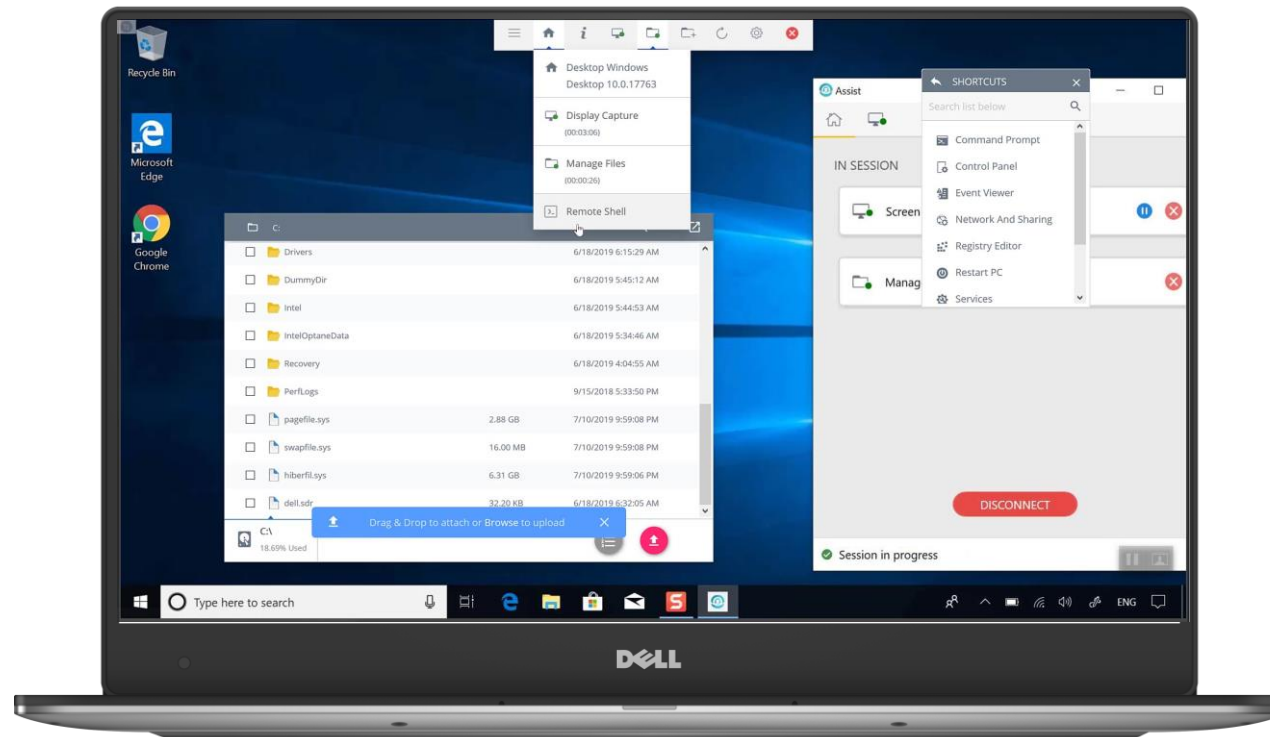 Recycle Bin
Microsoft
Edge
Google
Chrome
i
Desktop Windows
Desktop 10.0.17763
Display Capture
(00:03:06)
Manage Files
(00:00:26)
Remote Shell
C:
Drivers 6/18/2019 6:15:29 AM
DummyDir 6/18/2019 5:45:12 AM
Intel 6/18/2019 5:44:53 AM
IntelOptaneData 6/18/2019 5:34:46 AM
Recovery 6/18/2019 4:04:55 AM
PerfLogs 9/15/2018 5:33:50 PM
pagefile.sys 2.88 GB 7/10/2019 9:59:08 PM
swapfile.sys 16.00 MB 7/10/2019 9:59:08 PM
hiberfil.sys 6.31 GB 7/10/2019 9:59:06 PM
dell.sdr 32.20 KB 6/18/2019 6:32:05 AM
Drag & Drop to attach or Browse to upload
C:\
18.69% Used
Assist
IN SESSION
Screen
Manag
SHORTCUTS
Search list below
Command Prompt
Control Panel
Event Viewer
Network And Sharing
Registry Editor
Restart PC
Services
DISCONNECT
Session in progress
Type here to search
ENG
DELL